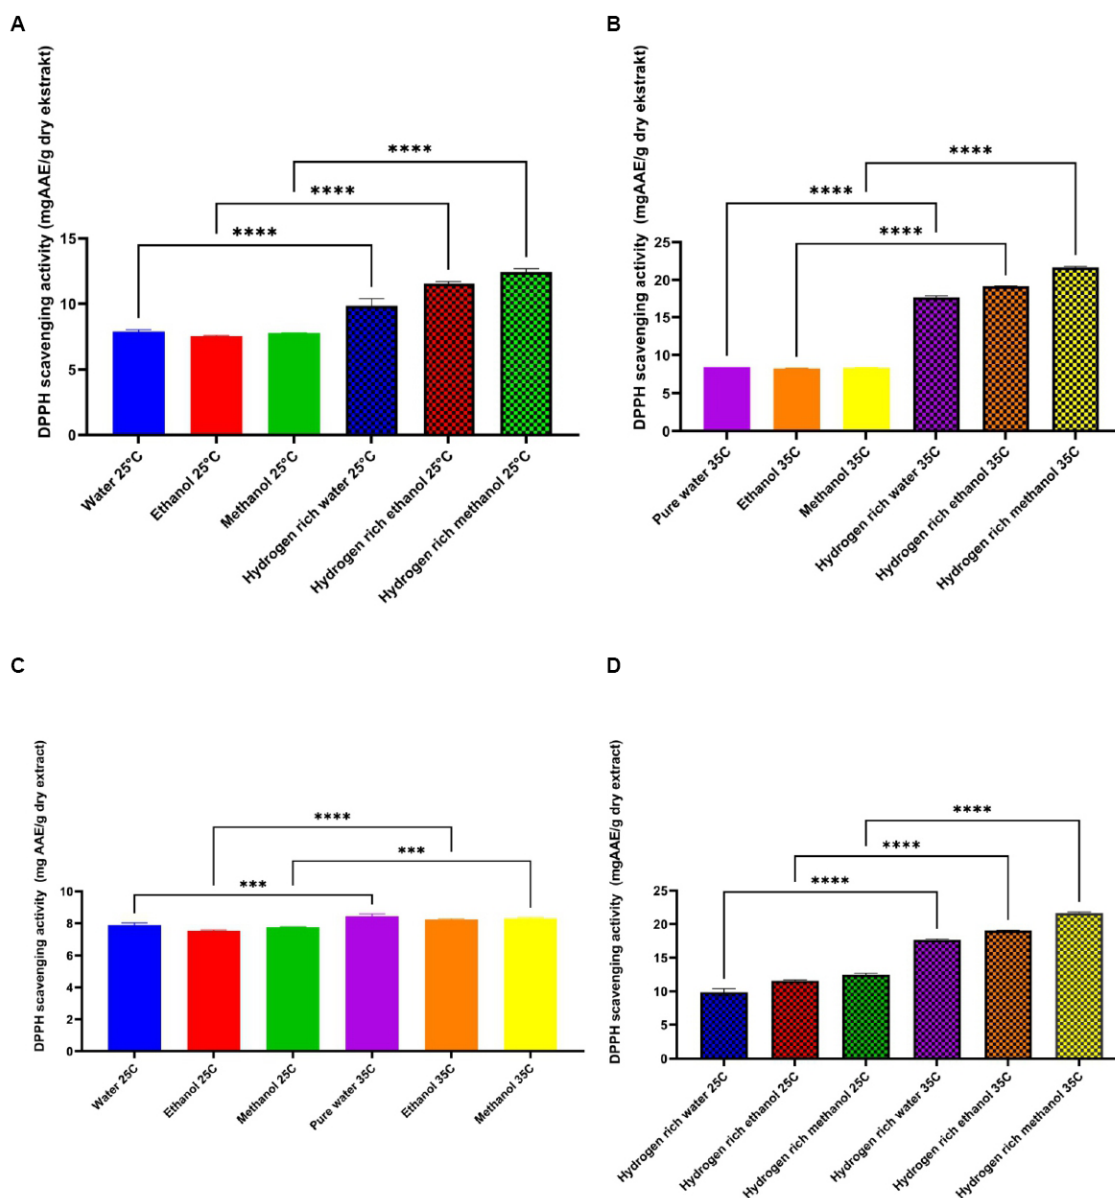 A
DPPH scavenging activity (mgAAE/g dry ekstrakt)
****
****
****
15
10
5
0
Water 25°C
Ethanol 25°C
Methanol 25°C
Hydrogen rich water 25°C
Hydrogen rich ethanol 25°C
Hydrogen rich methanol 25°C
B
DPPH scavenging activity (mgAAE/g dry ekstrakt)
****
****
****
25
20
15
10
5
0
Pure water 35C
Ethanol 35C
Methanol 35C
Hydrogen rich water 35C
Hydrogen rich ethanol 35C
Hydrogen rich methanol 35C
C
DPPH scavenging activity (mg AAE/g dry extract)
****
***
***
10
8
6
4
2
0
Water 25C
Ethanol 25C
Methanol 25C
Pure water 35C
Ethanol 35C
Methanol 35C
D
DPPH scavenging activity (mgAAE/g dry extract)
****
****
****
25
20
15
10
5
0
Hydrogen rich water 25C
Hydrogen rich ethanol 25C
Hydrogen rich methanol 25C
Hydrogen rich water 35C
Hydrogen rich ethanol 35C
Hydrogen rich methanol 35C